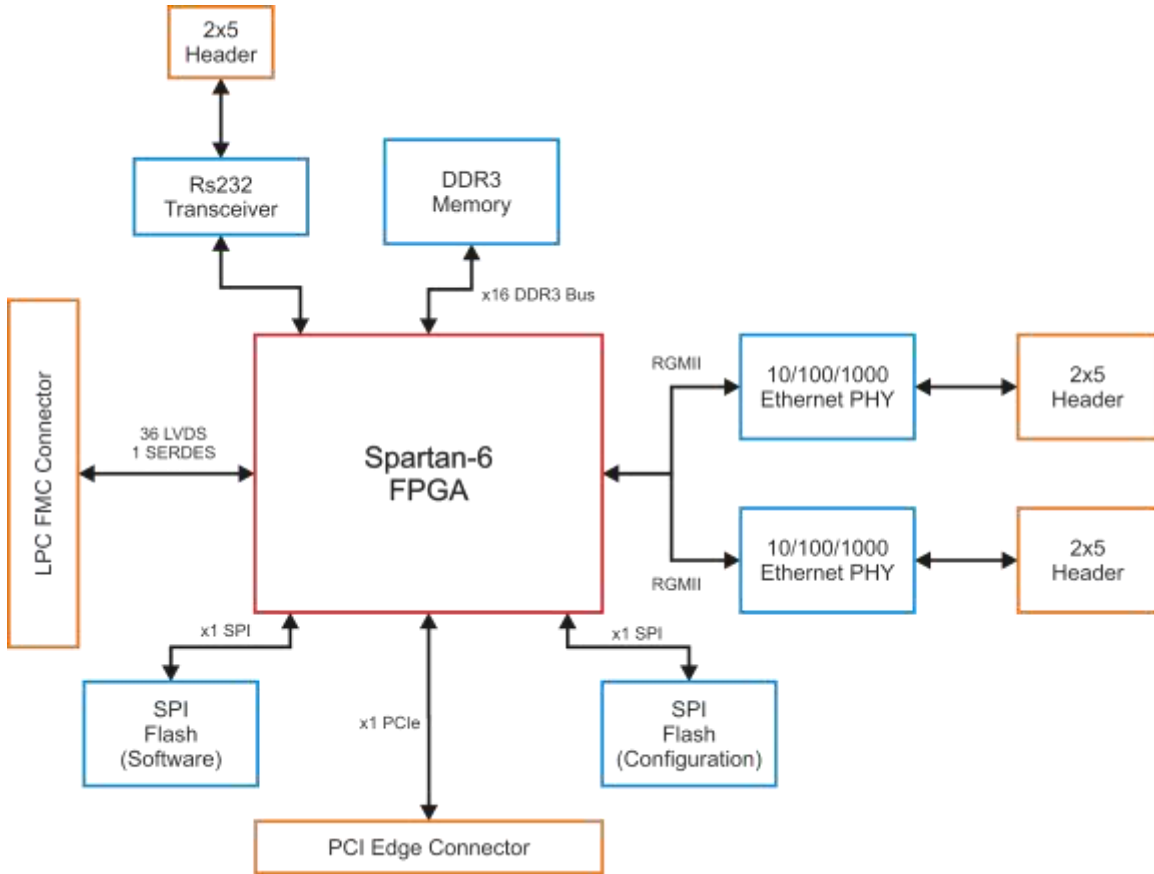 2x5
Header
Rs232
Transceiver
DDR3
Memory
x16 DDR3 Bus
LPC FMC Connector
36 LVDS
1 SERDES
Spartan-6
FPGA
RGMII
10/100/1000
Ethernet PHY
2x5
Header
RGMII
10/100/1000
Ethernet PHY
2x5
Header
x1 SPI
SPI
Flash
(Software)
x1 PCIe
x1 SPI
SPI
Flash
(Configuration)
PCI Edge Connector